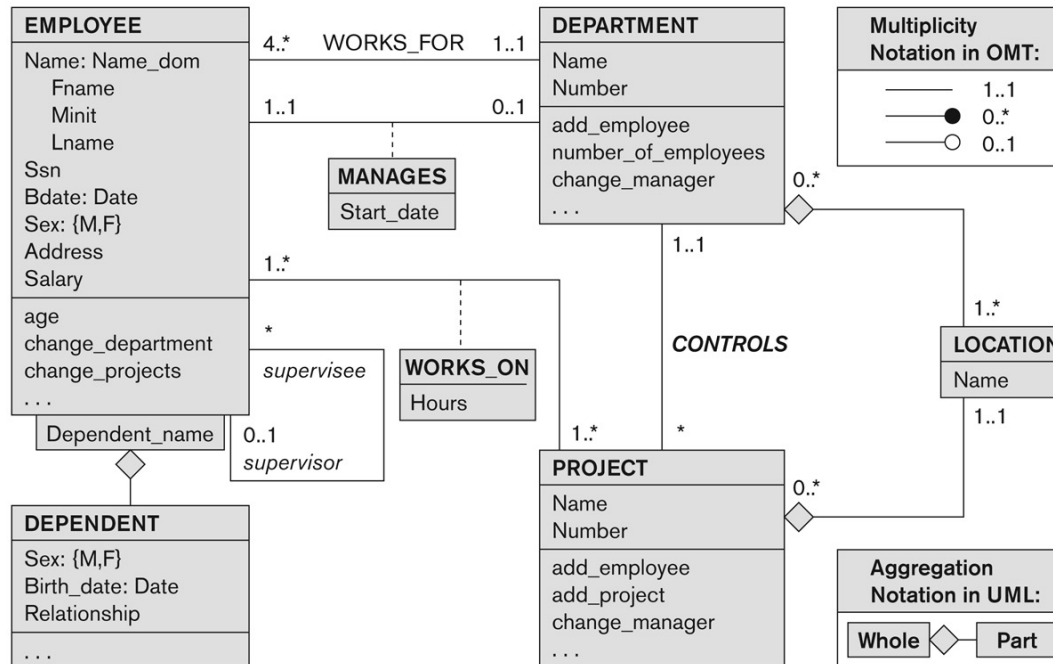 EMPLOYEE
Name: Name_dom
Fname
Minit
Lname
Ssn
Bdate: Date
Sex: {M,F}
Address
Salary
age
change_department
change_projects
. . .
Dependent_name
DEPENDENT
Sex: {M,F}
Birth_date: Date
Relationship
. . .
4..* WORKS_FOR 1..1
1..1 0..1
MANAGES
Start_date
1..*
*
supervisee
0..1
supervisor
WORKS_ON
Hours
1..*
DEPARTMENT
Name
Number
add_employee
number_of_employees
change_manager
. . .
0..*
1..1
CONTROLS
*
PROJECT
Name
Number
add_employee
add_project
change_manager
. . .
0..*
1..*
LOCATION
Name
1..1
Multiplicity
Notation in OMT:
1..1
0..*
0..1
Aggregation
Notation in UML:
Whole Part